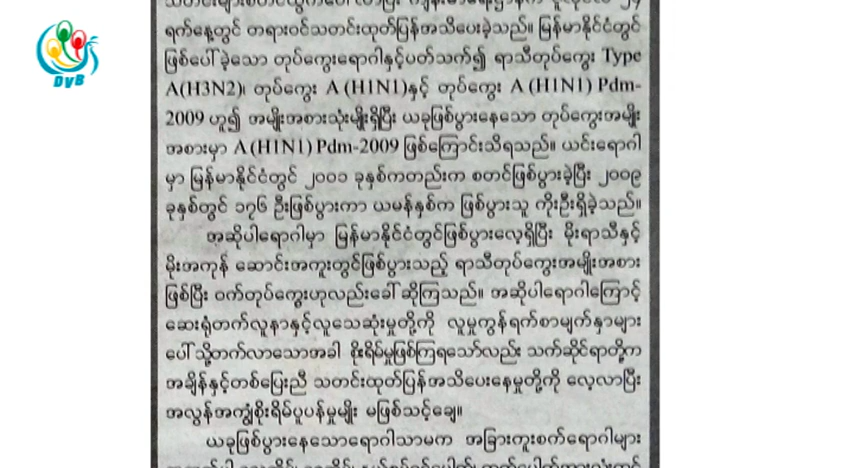 DVB
ရက်နေ့တွင် တရားဝင်သတင်းထုတ်ပြန်အသိပေးခဲ့သည်။ မြန်မာနိုင်ငံတွင်
ဖြစ်ပေါ်ခဲ့သော တုပ်ကွေးရောဂါနှင့်ပတ်သက်၍ ရာသီတုပ်ကွေး Type
A(H3N2)၊ တုပ်ကွေး A (H1N1)နှင့် တုပ်ကွေး A (H1N1) Pdm-
2009 ဟူ၍ အမျိုးအစားသုံးမျိုးရှိပြီး ယခုဖြစ်ပွားနေသော တုပ်ကွေးအမျိုး
အစားမှာ A (H1N1) Pdm-2009 ဖြစ်ကြောင်းသိရသည်။ ယင်းရောဂါ
မှာ မြန်မာနိုင်ငံတွင် ၂၀၀၁ ခုနှစ်ကတည်းက စတင်ဖြစ်ပွားခဲ့ပြီး ၂၀၀၉
ခုနှစ်တွင် ၁၇၆ ဦးဖြစ်ပွားကာ ယမန်နှစ်က ဖြစ်ပွားသူ ကိုးဦးရှိခဲ့သည်။
အဆိုပါရောဂါမှာ မြန်မာနိုင်ငံတွင်ဖြစ်ပွားလေ့ရှိပြီး မိုးရာသီနှင့်
မိုးအကုန် ဆောင်းအကူးတွင်ဖြစ်ပွားသည့် ရာသီတုပ်ကွေးအမျိုးအစား
ဖြစ်ပြီး ဝက်တုပ်ကွေးဟုလည်းခေါ်ဆိုကြသည်။ အဆိုပါရောဂါကြောင့်
ဆေးရုံတက်လူနာနှင့်လူသေဆုံးမှုတို့ကို လူမှုကွန်ရက်စာမျက်နှာများ
ပေါ်သို့တက်လာသောအခါ စိုးရိမ်မှုဖြစ်ကြရသော်လည်း သက်ဆိုင်ရာတို့က
အချိန်နှင့်တစ်ပြေးညီ သတင်းထုတ်ပြန်အသိပေးနေမှုတို့ကို လေ့လာပြီး
အလွန်အကျွံစိုးရိမ်ပူပန်မှုမျိုး မဖြစ်သင့်ချေ။
ယခုဖြစ်ပွားနေသောရောဂါသာမက အခြားကူးစက်ရောဂါများ